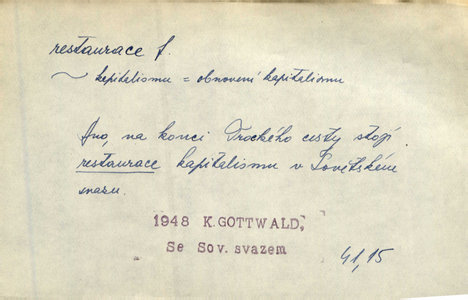 restaurace f.
~ kapitalismu = obnovení kapitalismu
Ano, na konci Trockého cesty stojí
restaurace kapitalismu v Sovětském
svazu.
1948 K.GOTTWALD,
Se Sov. svazem
41,15